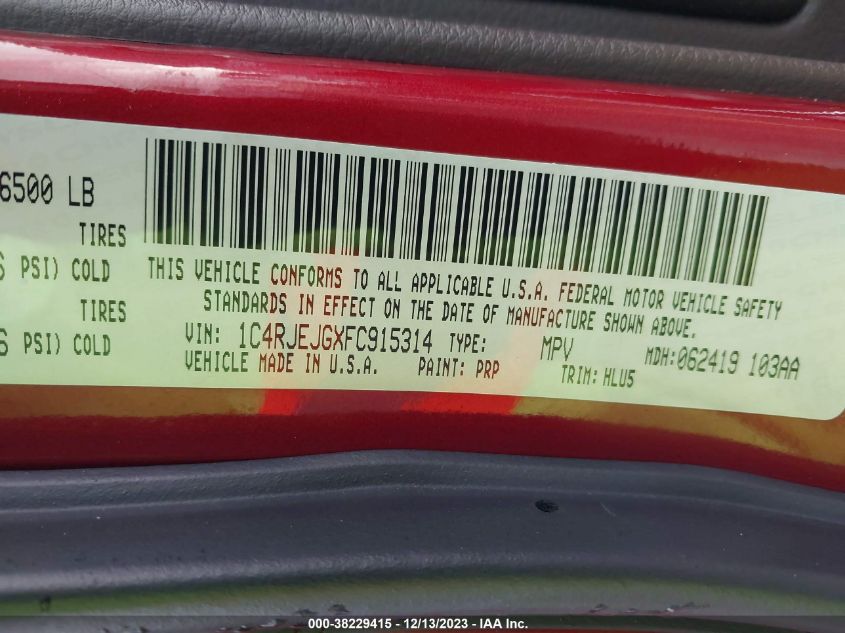 6500 LB
TIRES
PSI) COLD
TIRES
PSI) COLD
THIS VEHICLE CONFORMS TO ALL APPLICABLE U.S.A. FEDERAL MOTOR VEHICLE SAFETY
STANDARDS IN EFFECT ON THE DATE OF MANUFACTURE SHOWN ABOVE.
VIN: 1C4RJEJGXFC915314 TYPE: MPV MDH:062419 103AA
VEHICLE MADE IN U.S.A. PAINT: PRP TRIM: HLU5
000-38229415 - 12/13/2023 - IAA Inc.